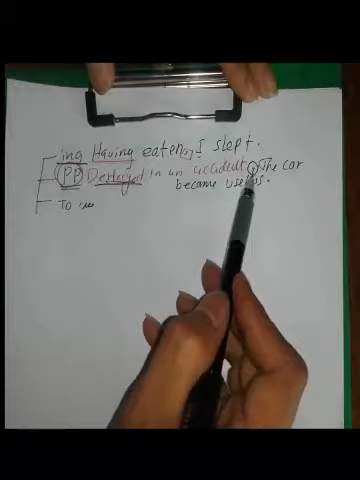 ing Having eaten, I slept.
PP Destroyed in an accident, The car
became useless.
To